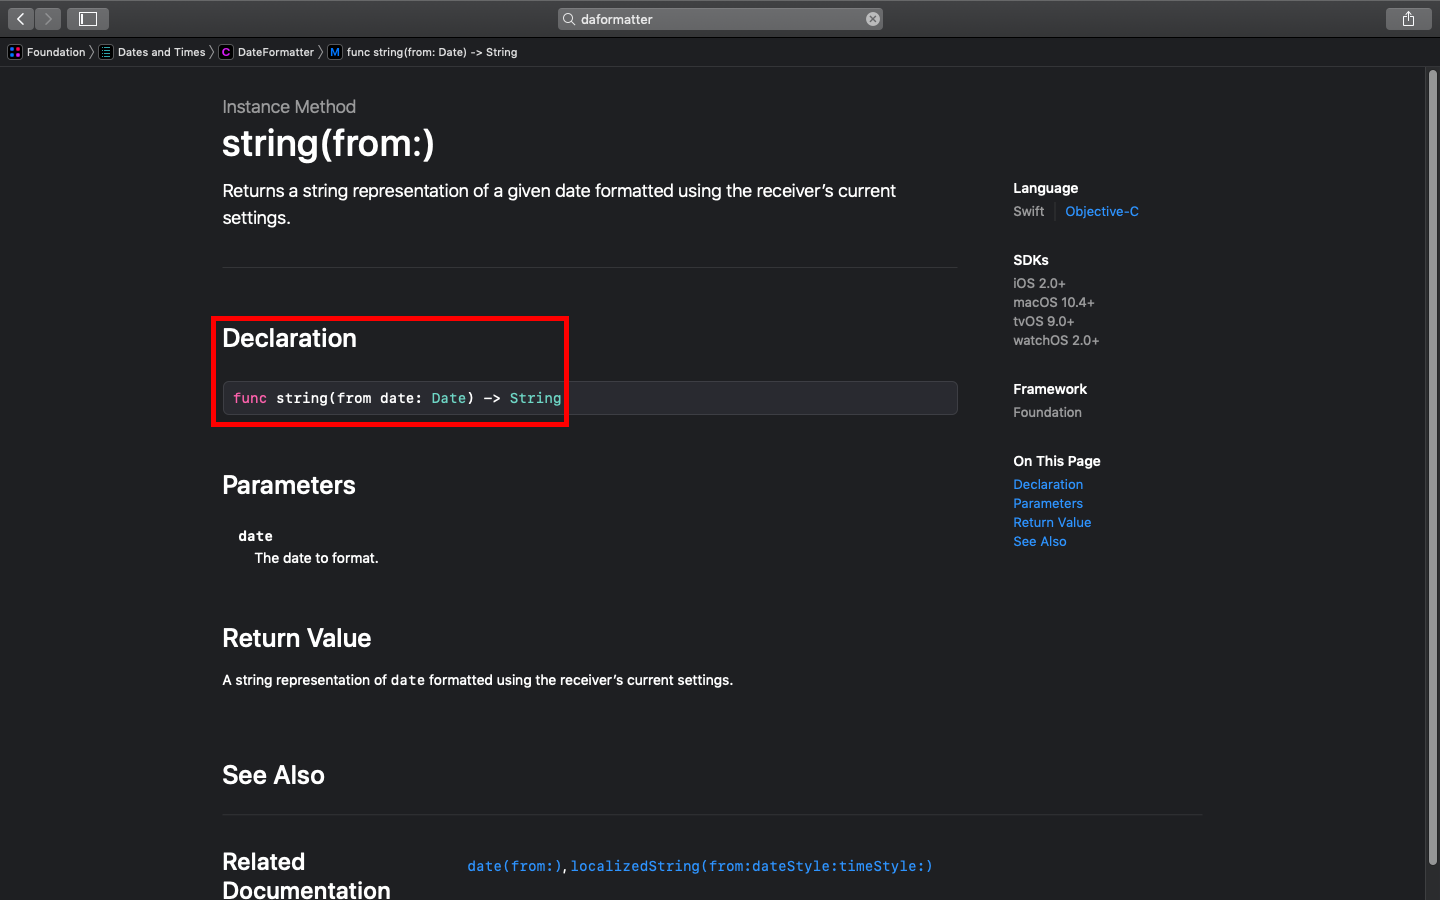 daformatter
Foundation Dates and Times C DateFormatter M func string(from: Date) -> String
Instance Method
string(from:)
Returns a string representation of a given date formatted using the receiver’s current
settings.
Language
Swift Objective-C
SDKs
iOS 2.0+
macOS 10.4+
tvOS 9.0+
watchOS 2.0+
Declaration
func string(from date: Date) -> String
Framework
Foundation
On This Page
Declaration
Parameters
Return Value
See Also
Parameters
date
The date to format.
Return Value
A string representation of date formatted using the receiver’s current settings.
See Also
Related
Documentation
date(from:), localizedString(from:dateStyle:timeStyle:)